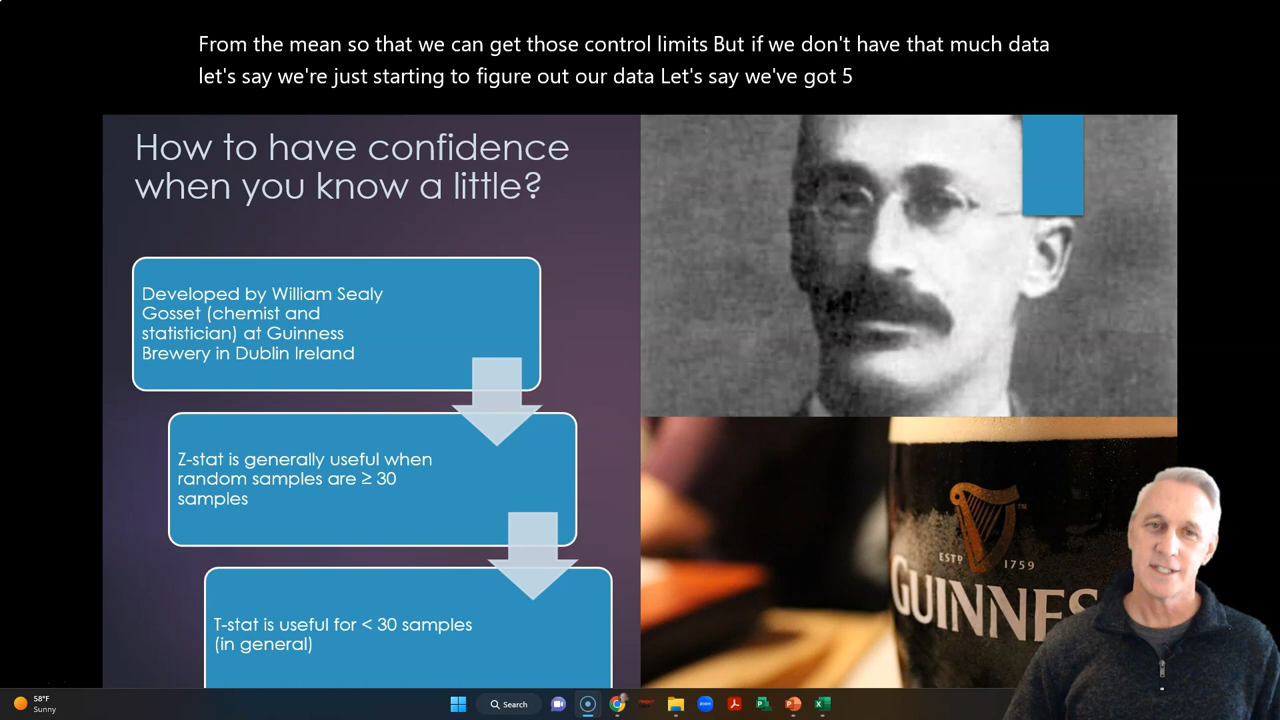 From the mean so that we can get those control limits But if we don't have that much data
let's say we're just starting to figure out our data Let's say we've got 5
How to have confidence
when you know a little?
Developed by William Sealy
Gosset (chemist and
statistician) at Guinness
Brewery in Dublin Ireland
Z-stat is generally useful when
random samples are ≥ 30
samples
T-stat is useful for < 30 samples
(in general)
ESTD 1759
GUINNES
58°F
Sunny
Search
zoom